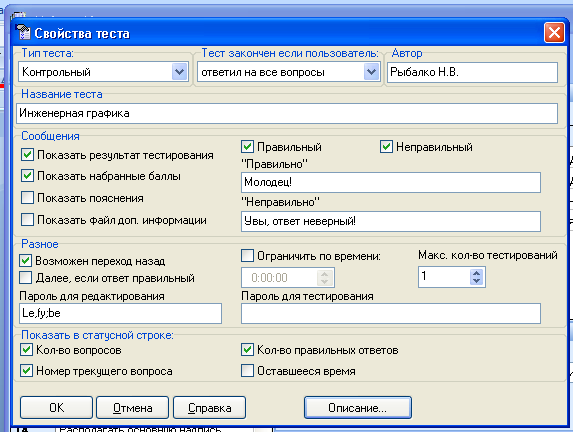 Свойства теста
Тип теста: Тест закончен если пользователь: Автор
Контрольный ответил на все вопросы Рыбалко Н.В.
Название теста
Инженерная графика
Сообщения
Правильный Неправильный
Показать результат тестирования
"Правильно"
Показать набранные баллы
Молодец!
Показать пояснения
"Неправильно"
Показать файл доп. информации
Увы, ответ неверный!
Разное
Возможен переход назад Ограничить по времени: Макс. кол-во тестирований
Далее, если ответ правильный 0:00:00 1
Пароль для редактирования Пароль для тестирования
Le,fy;be
Показать в статусной строке:
Кол-во вопросов Кол-во правильных ответов
Номер трекущего вопроса Оставшееся время
ОК Отмена Справка Описание...
Располагать основную надпись